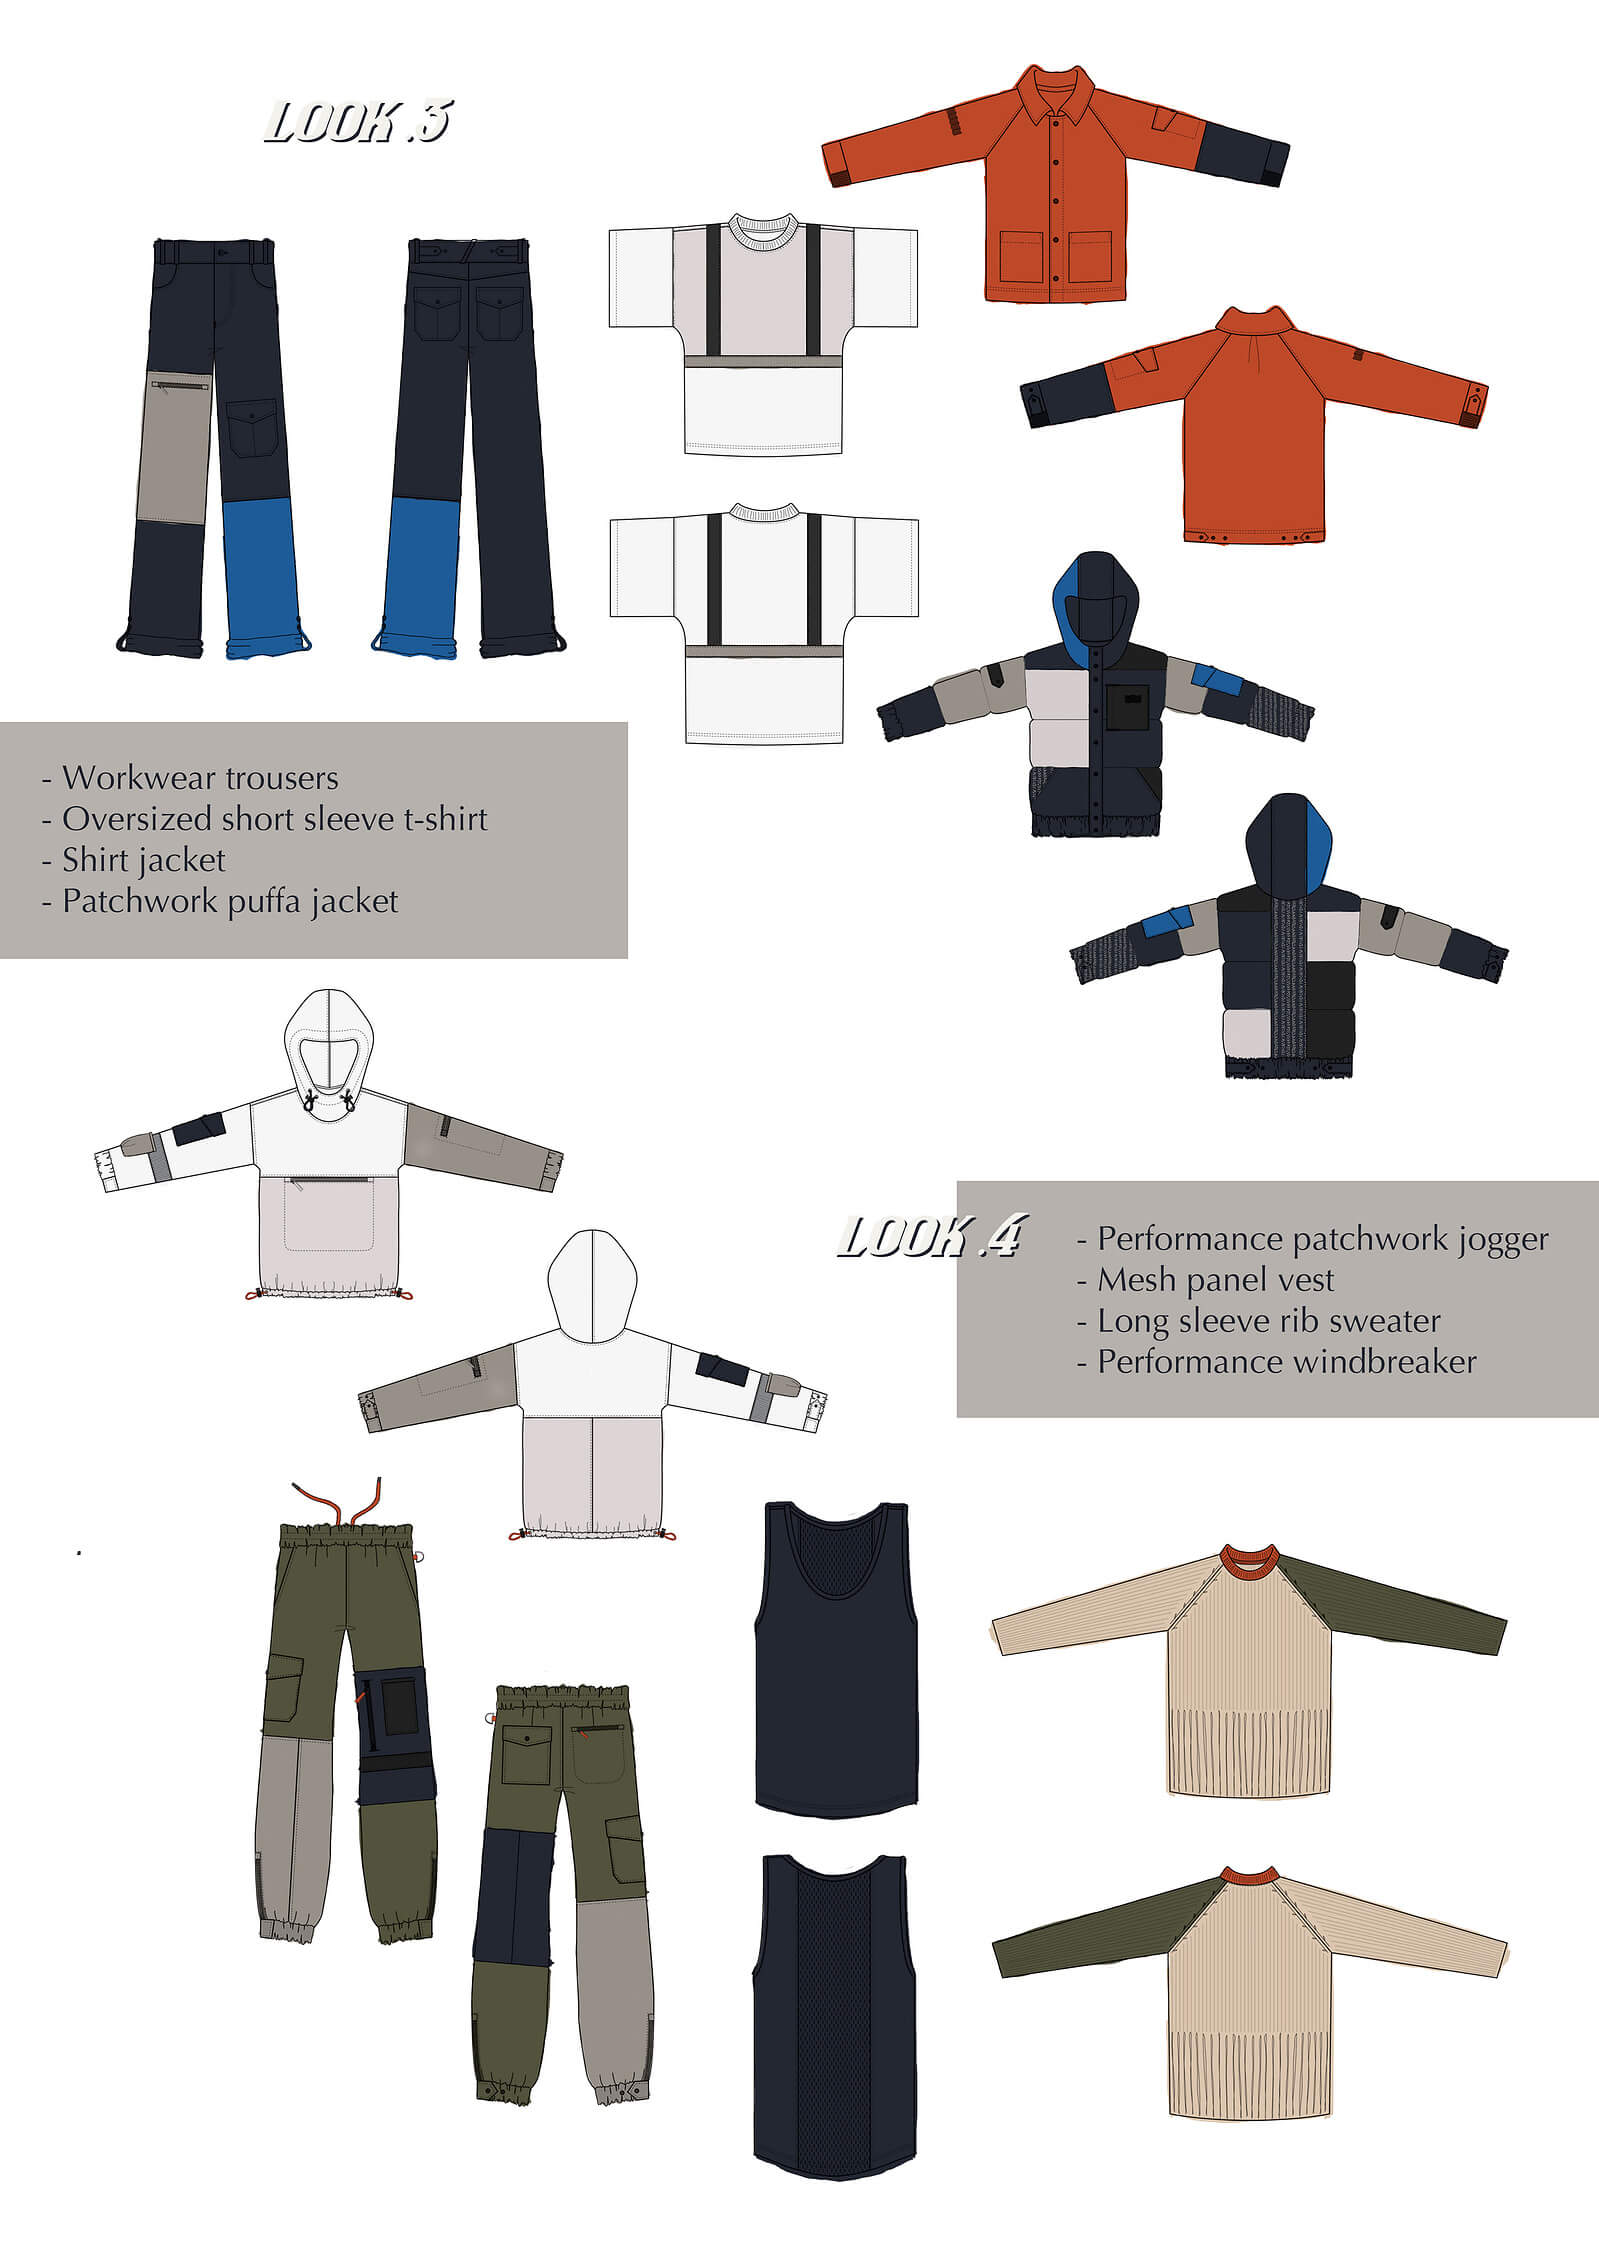 LOOK .3
- Workwear trousers
- Oversized short sleeve t-shirt
- Shirt jacket
- Patchwork puffa jacket
LOOK .4
- Performance patchwork jogger
- Mesh panel vest
- Long sleeve rib sweater
- Performance windbreaker